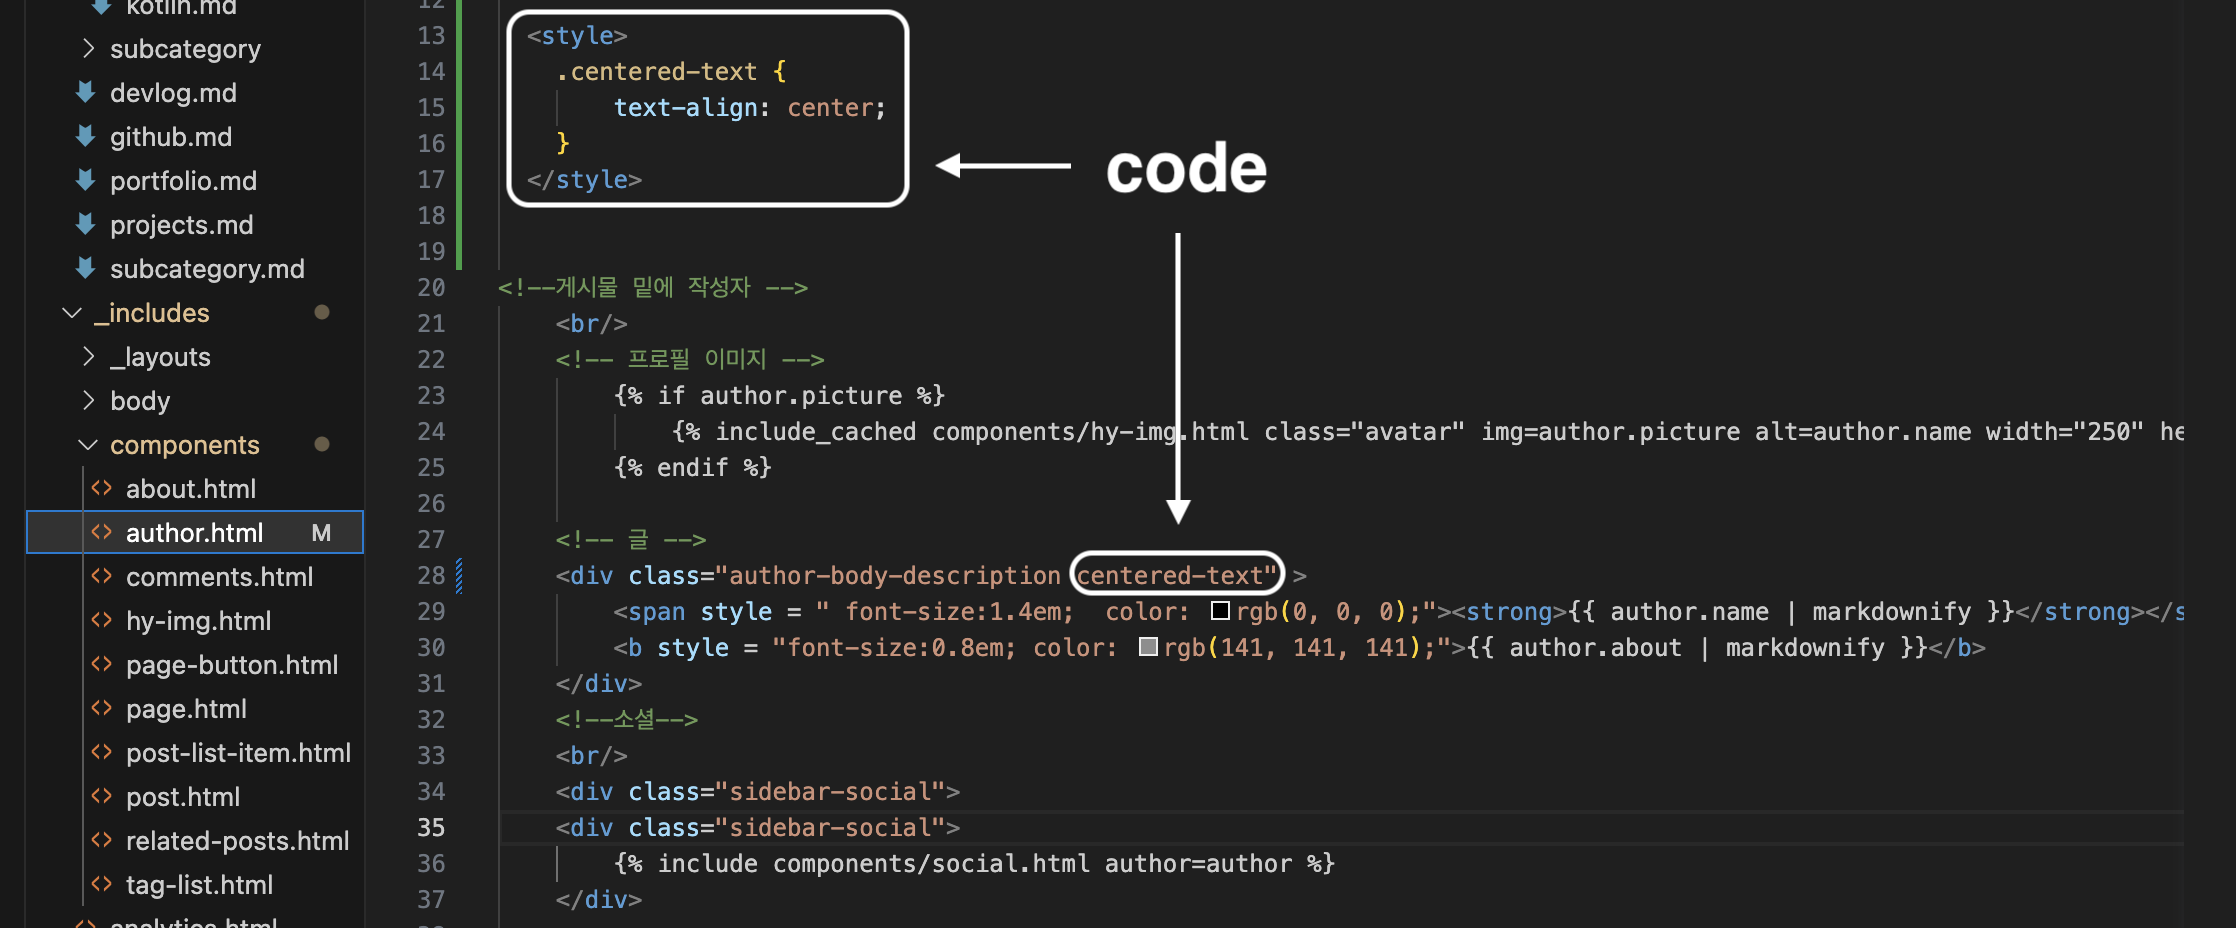 kotlin.md
subcategory
devlog.md
github.md
portfolio.md
projects.md
subcategory.md
_includes
_layouts
body
components
about.html
author.html M
comments.html
hy-img.html
page-button.html
page.html
post-list-item.html
post.html
related-posts.html
tag-list.html
analytics.html
12
13 <style>
14 .centered-text {
15 text-align: center;
16 }
17 </style>
18
19
20 <!--게시물 밑에 작성자 -->
21 <br/>
22 <!-- 프로필 이미지 -->
23 {% if author.picture %}
24 {% include_cached components/hy-img.html class="avatar" img=author.picture alt=author.name width="250" he
25 {% endif %}
26
27 <!-- 글 -->
28 <div class="author-body-description centered-text" >
29 <span style = " font-size:1.4em;  color: rgb(0, 0, 0);"><strong>{{ author.name | markdownify }}</strong></s
30 <b style = "font-size:0.8em; color: rgb(141, 141, 141);">{{ author.about | markdownify }}</b>
31 </div>
32 <!--소셜-->
33 <br/>
34 <div class="sidebar-social">
35 <div class="sidebar-social">
36 {% include components/social.html author=author %}
37 </div>
code